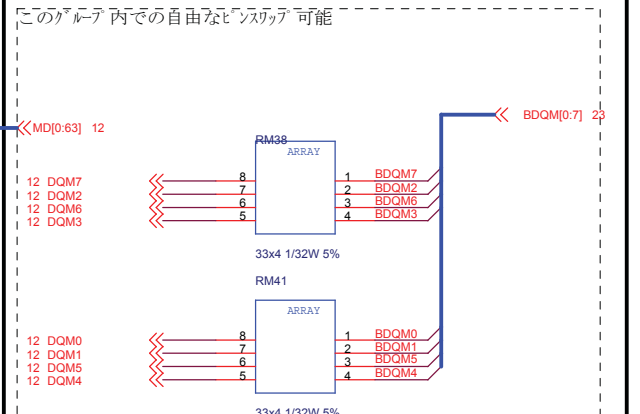 このグループ内での自由なピンスワップ可能
MD[0:63] 12
BDQM[0:7] 23
RM38
ARRAY
12 DQM7 8 1 BDQM7
12 DQM2 7 2 BDQM2
12 DQM6 6 3 BDQM6
12 DQM3 5 4 BDQM3
33x4 1/32W 5%
RM41
ARRAY
12 DQM0 8 1 BDQM0
12 DQM1 7 2 BDQM1
12 DQM5 6 3 BDQM5
12 DQM4 5 4 BDQM4
33x4 1/32W 5%